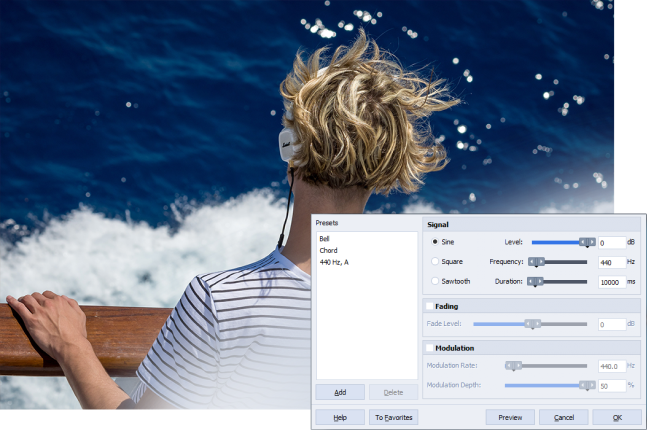 Presets
Bell
Chord
440 Hz, A
Add Delete
Signal
Sine Level: 0 dB
Square Frequency: 440 Hz
Sawtooth Duration: 10000 ms
Fading
Fade Level: 0 dB
Modulation
Modulation Rate: 440.0 Hz
Modulation Depth: 50 %
Help To Favorites Preview Cancel OK